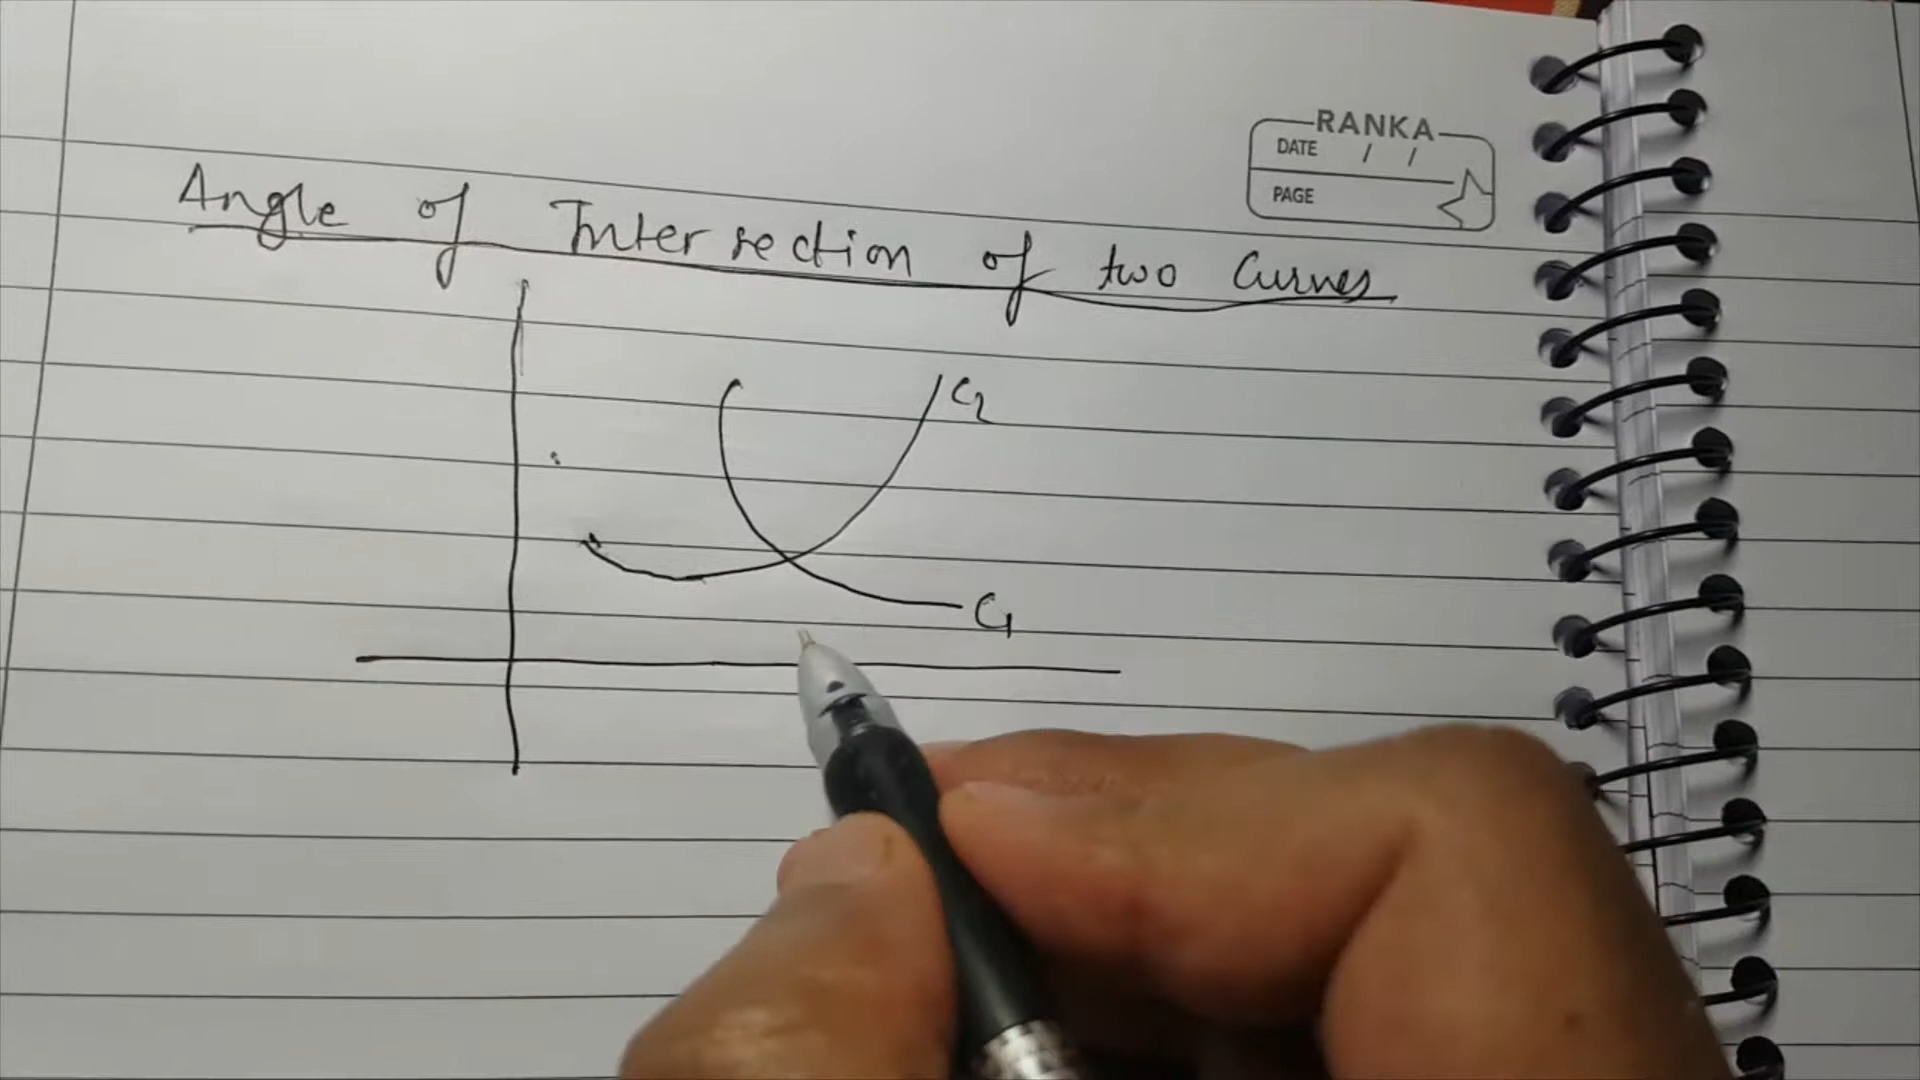 RANKA
DATE / /
PAGE
Angle of Intersection of two Curves
C2
C1